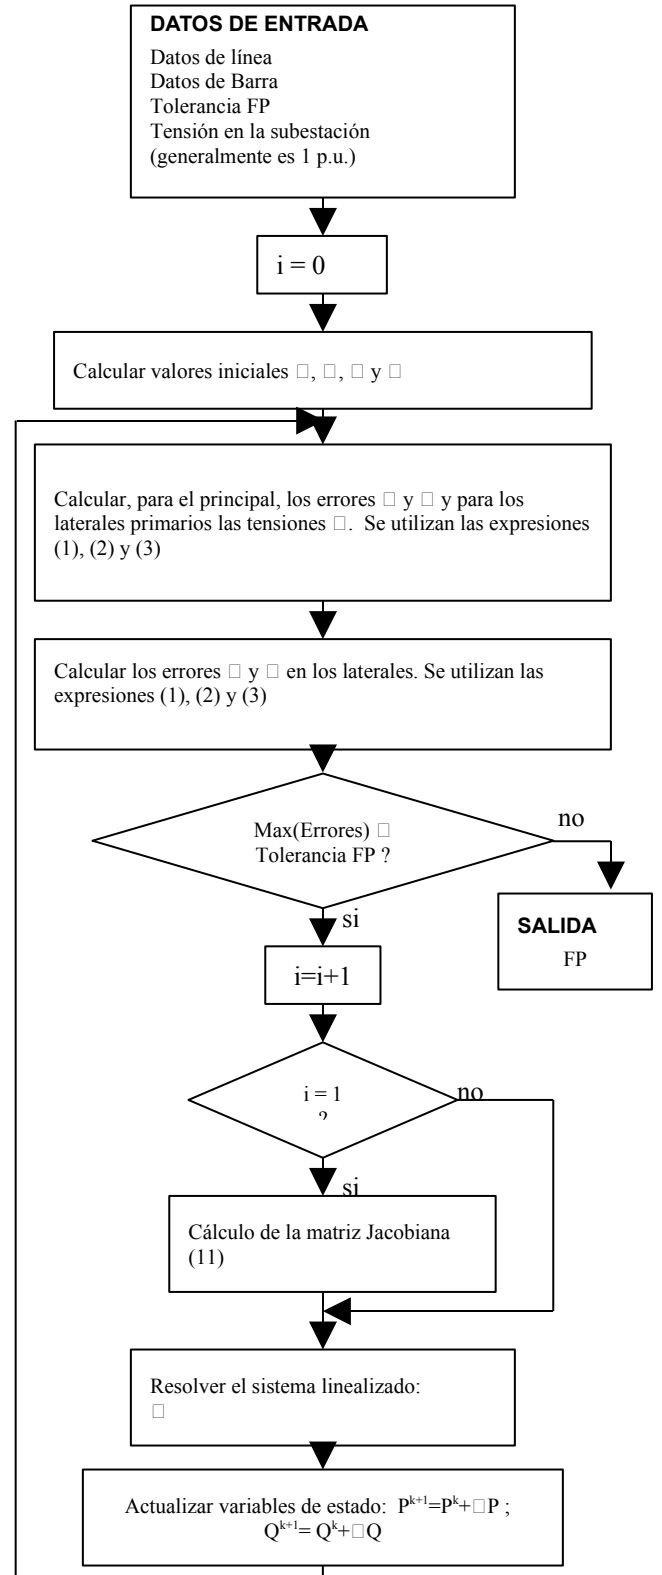 DATOS DE ENTRADA
Datos de línea
Datos de Barra
Tolerancia FP
Tensión en la subestación
(generalmente es 1 p.u.)
i = 0
Calcular valores iniciales □, □, □ y □
Calcular, para el principal, los errores □ y □ y para los
laterales primarios las tensiones □. Se utilizan las expresiones
(1), (2) y (3)
Calcular los errores □ y □ en los laterales. Se utilizan las
expresiones (1), (2) y (3)
Max(Errores) □
Tolerancia FP ?
no
si
SALIDA
FP
i=i+1
i = 1
?
no
si
Cálculo de la matriz Jacobiana
(11)
Resolver el sistema linealizado:
□
Actualizar variables de estado: Pᵏ⁺¹=Pᵏ+□P ;
Qᵏ⁺¹= Qᵏ+□Q